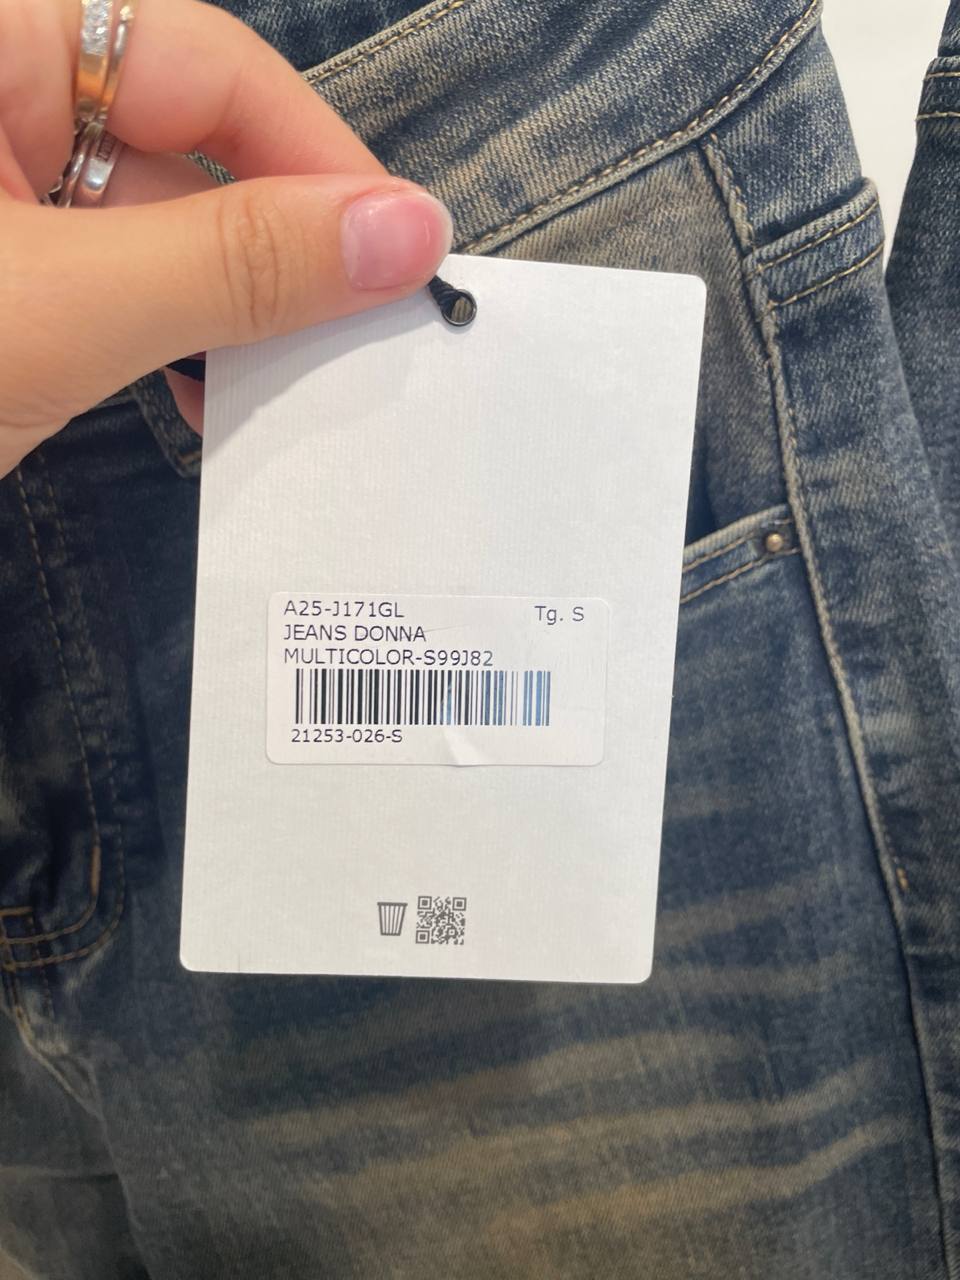 A25-J171GL Tg. S
JEANS DONNA
MULTICOLOR-S99J82
21253-026-S